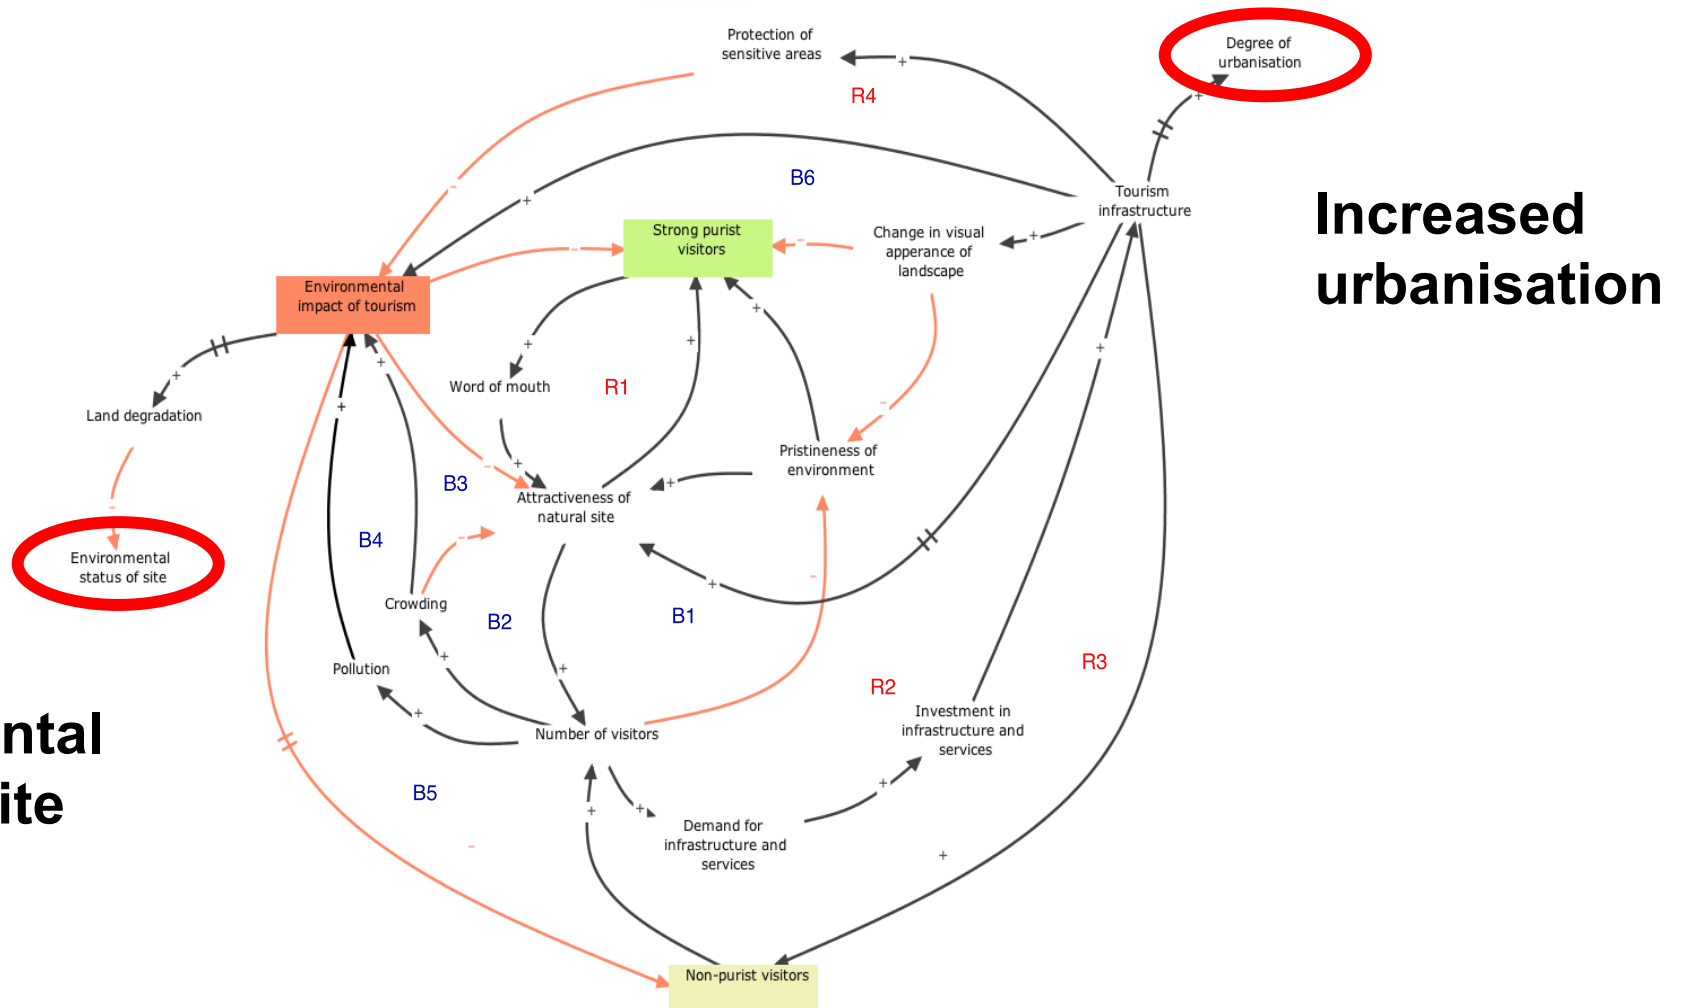 Protection of
sensitive areas
Degree of
urbanisation
+
+
R4
B6
-
+
Tourism
infrastructure
Increased
urbanisation
Strong purist
visitors
Change in visual
apperance of
landscape
+
-
-
Environmental
impact of tourism
+
+
+
+
+
+
Word of mouth
R1
-
+
Land degradation
Pristineness of
environment
-
+
+
B3
Attractiveness of
natural site
-
B4
-
Environmental
status of site
-
+
Crowding
B2
B1
+
+
Pollution
R3
R2
+
Investment in
infrastructure and
services
ntal
Number of visitors
B5
+
+
+
ite
Demand for
infrastructure and
services
-
+
Non-purist visitors